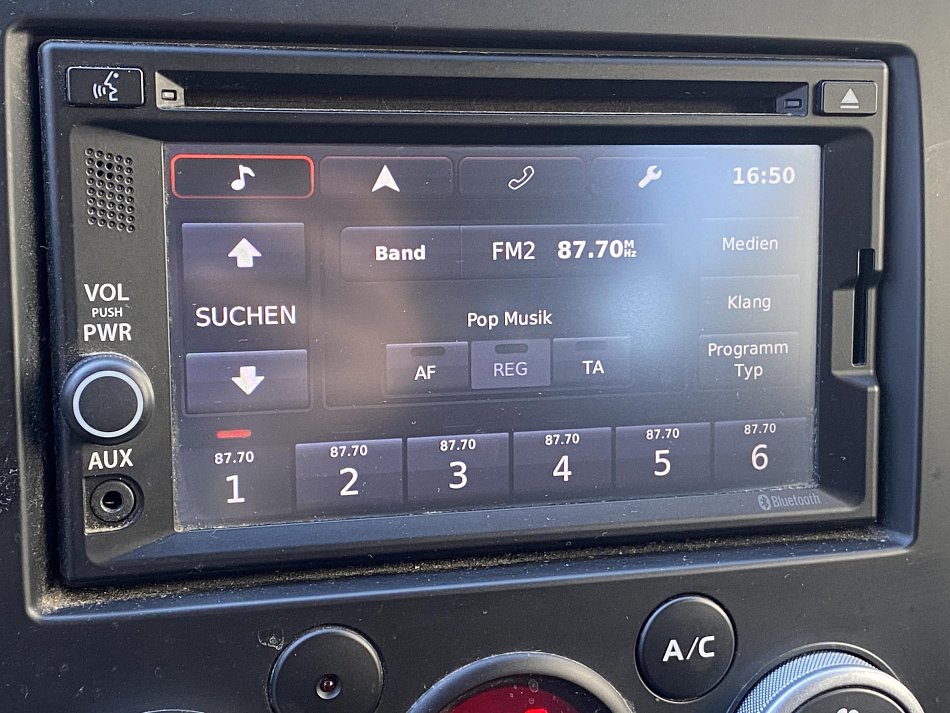 16:50
Band FM2 87.70 MHz
Medien
SUCHEN
Klang
Pop Musik
AF REG TA
Programm
Typ
VOL
PUSH
PWR
AUX
87.70 87.70 87.70 87.70 87.70 87.70
1 2 3 4 5 6
Bluetooth
A/C